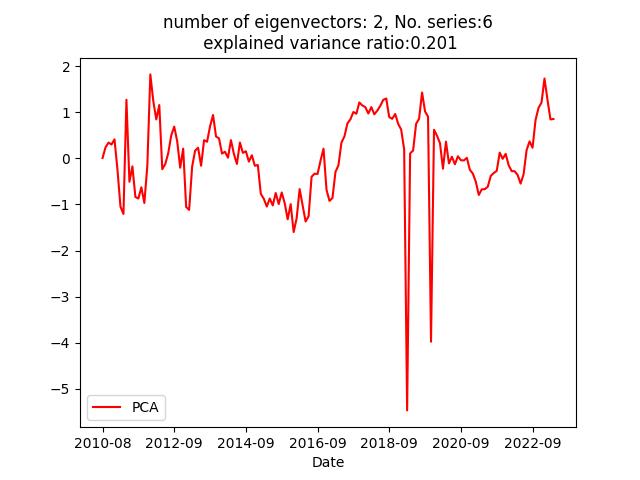 number of eigenvectors: 2, No. series:6
explained variance ratio:0.201
2
1
0
−1
−2
−3
−4
−5
PCA
2010-08 2012-09 2014-09 2016-09 2018-09 2020-09 2022-09
Date